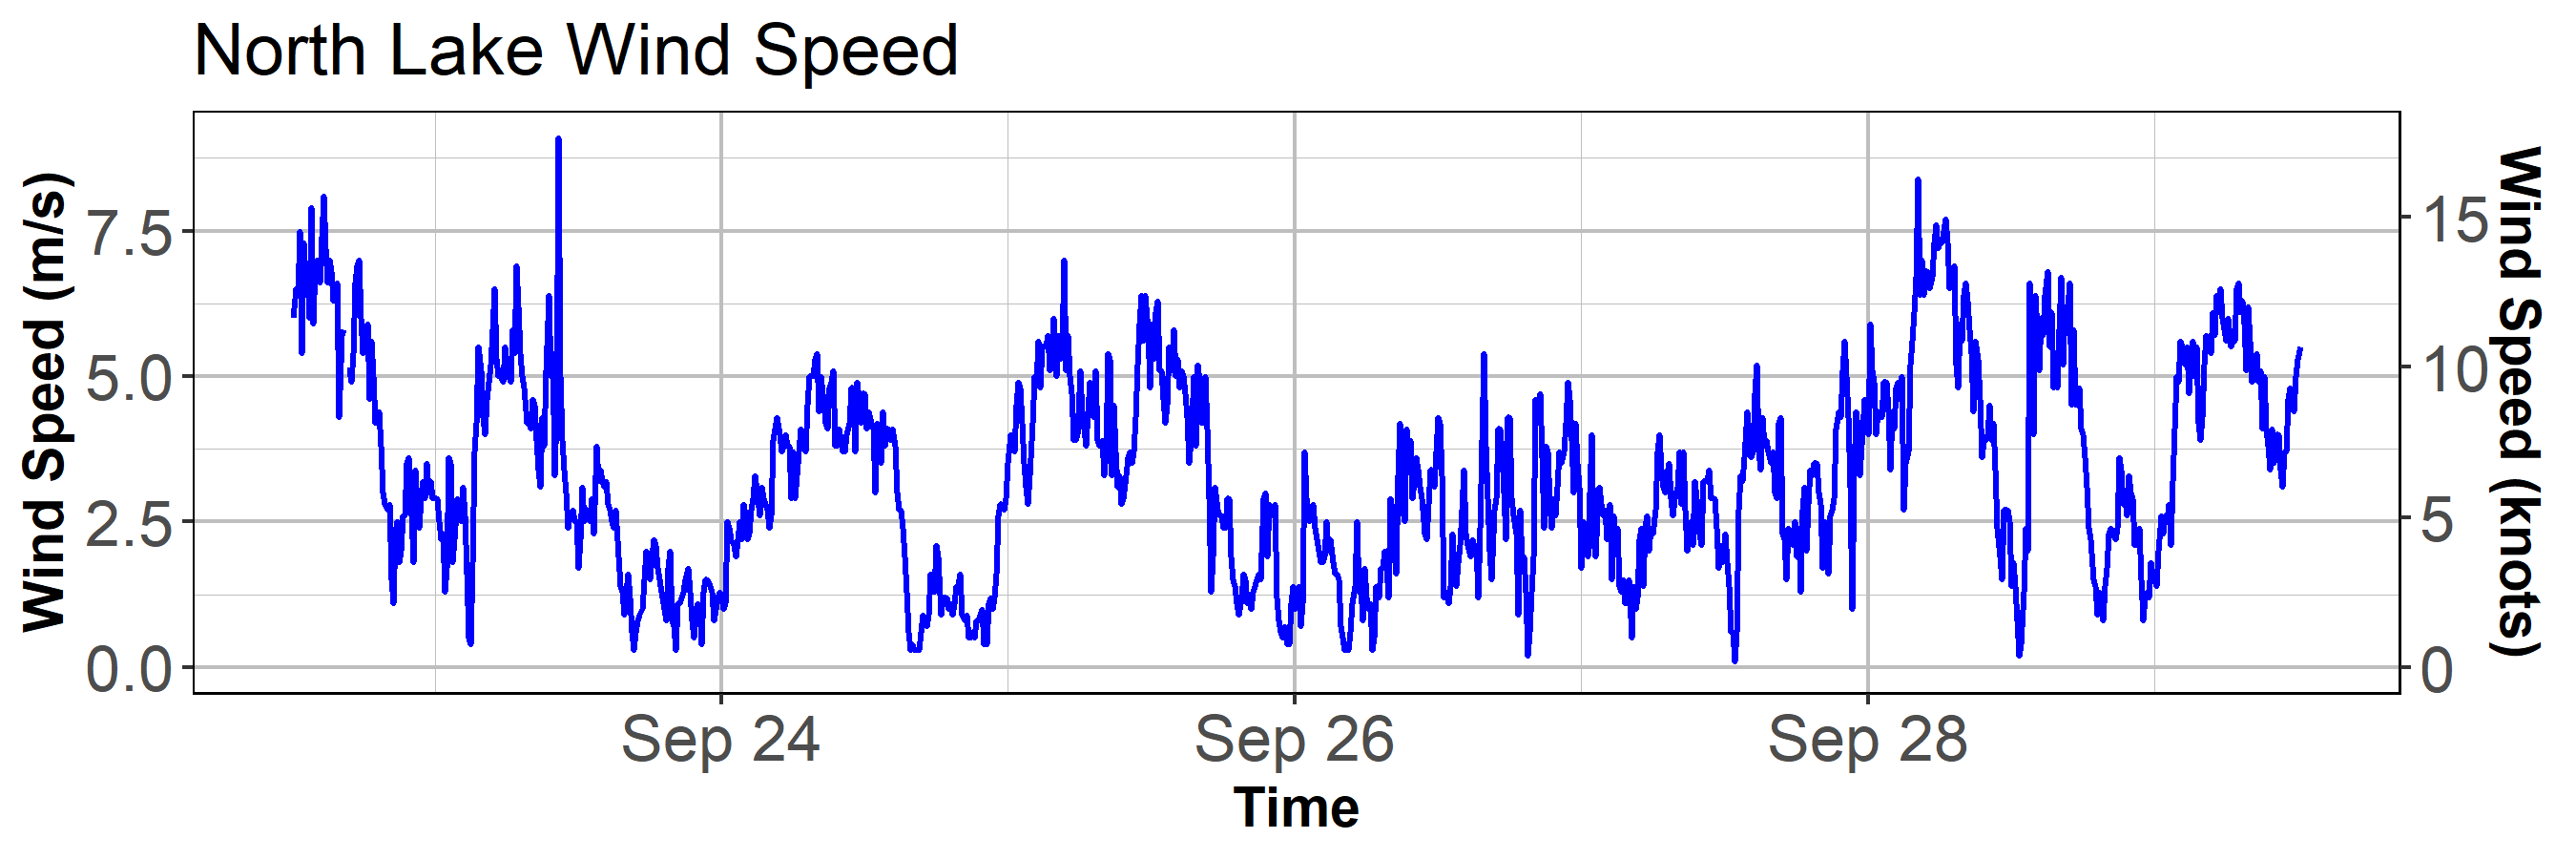 North Lake Wind Speed
Wind Speed (m/s)
7.5
5.0
2.5
0.0
15
10
5
0
Wind Speed (knots)
Sep 24 Sep 26 Sep 28
Time